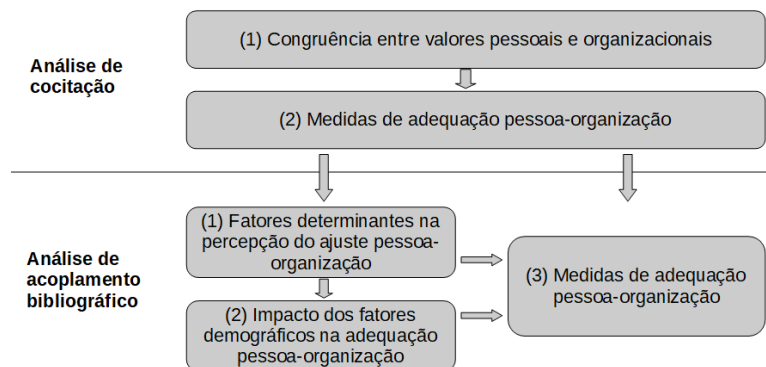 (1) Congruência entre valores pessoais e organizacionais
Análise de
cocitação
(2) Medidas de adequação pessoa-organização
(1) Fatores determinantes na
percepção do ajuste pessoa-
organização
Análise de
acoplamento
bibliográfico
(3) Medidas de adequação
pessoa-organização
(2) Impacto dos fatores
demográficos na adequação
pessoa-organização